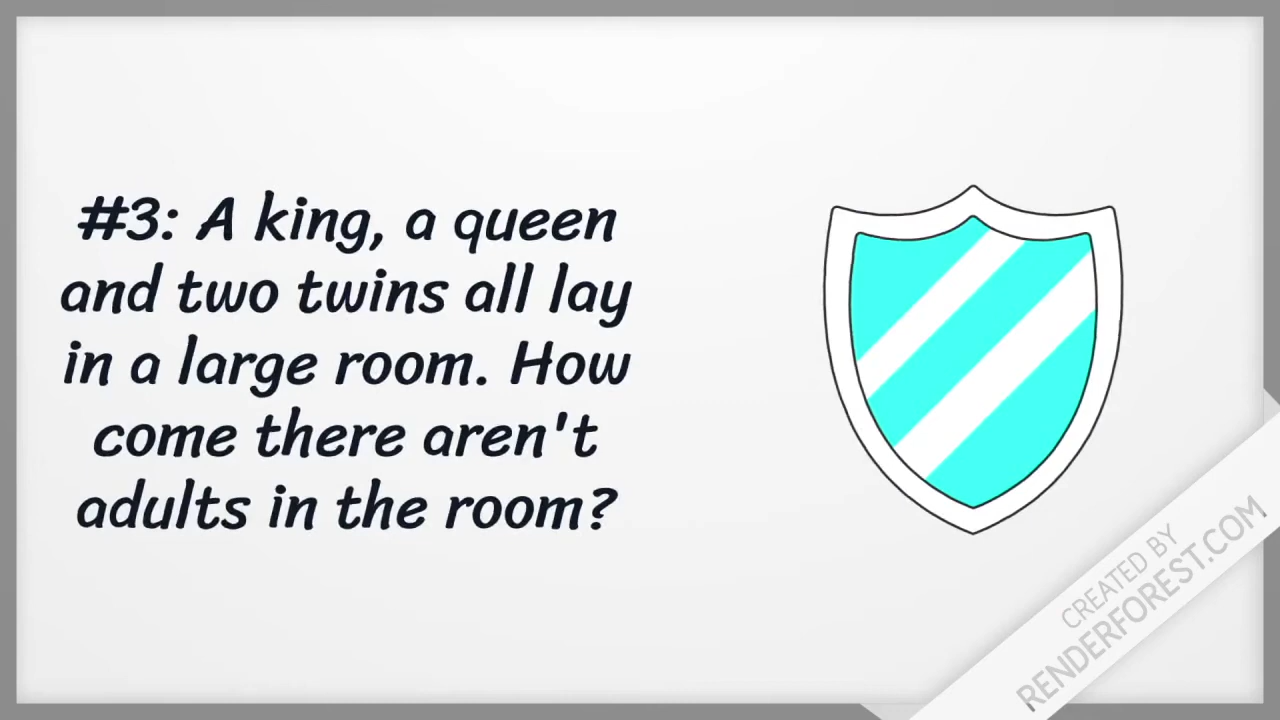 #3: A king, a queen
and two twins all lay
in a large room. How
come there aren't
adults in the room?
CREATED BY
RENDERFOREST.COM